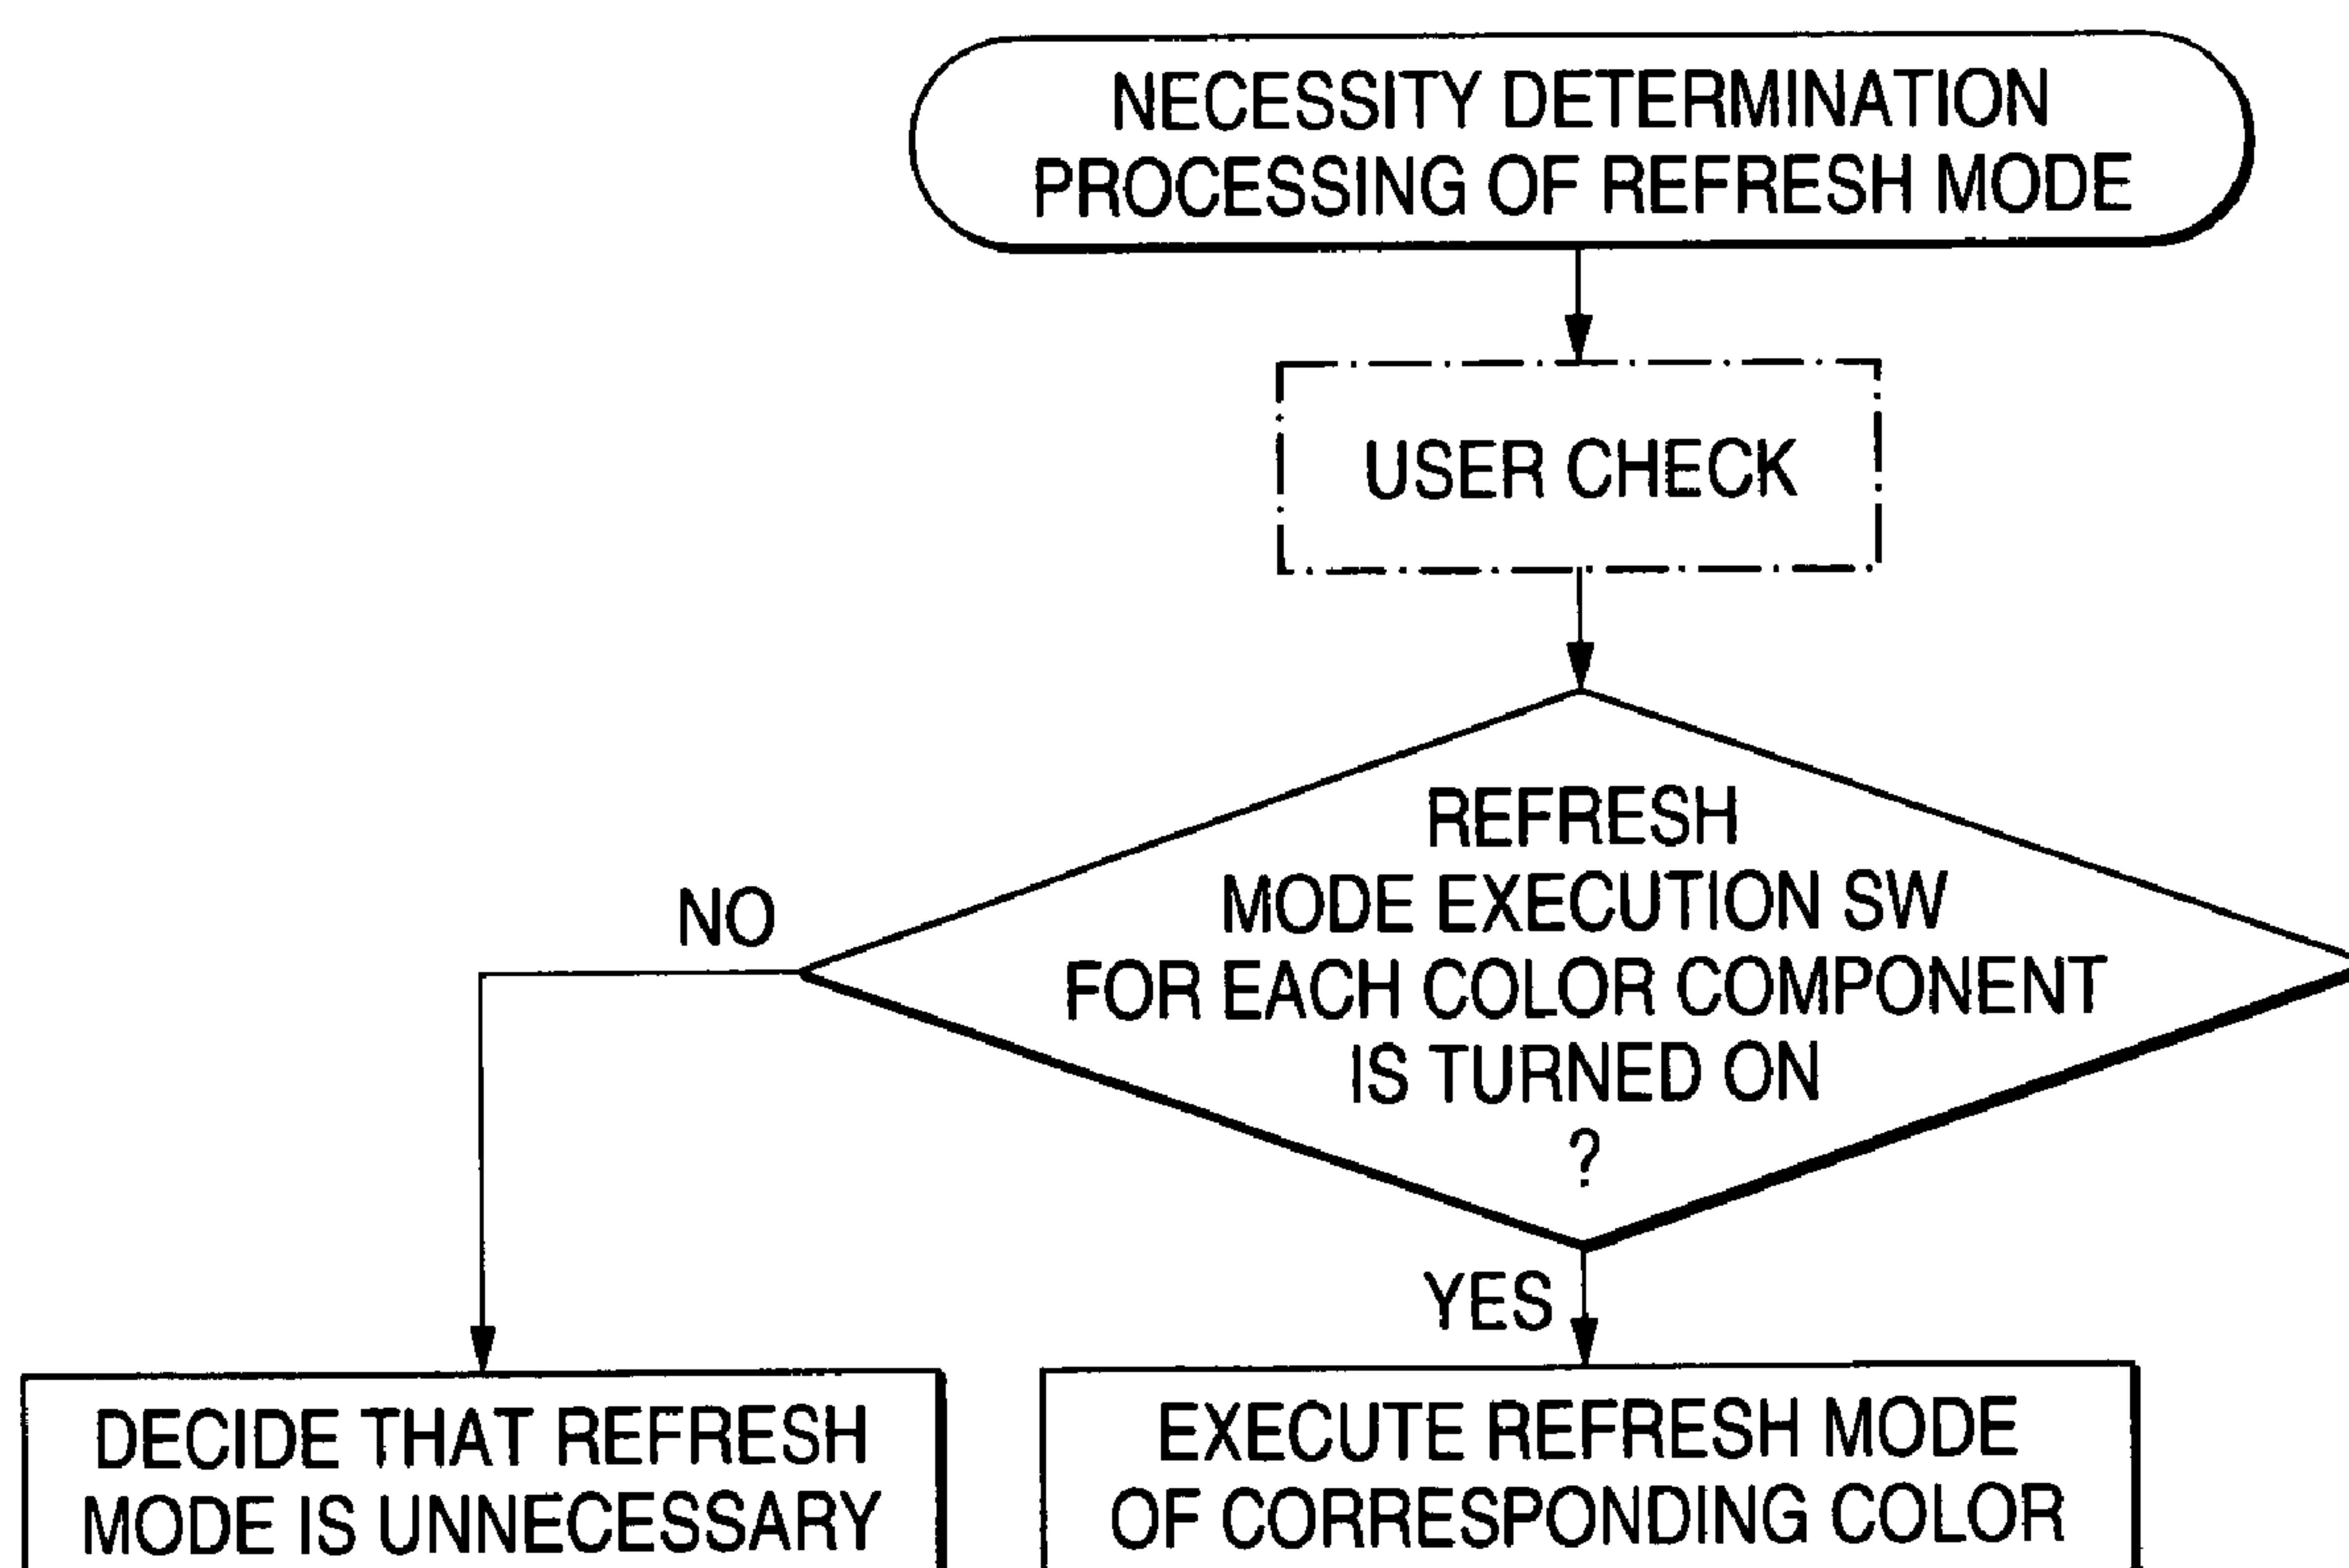 NECESSITY DETERMINATION
PROCESSING OF REFRESH MODE
USER CHECK
REFRESH
MODE EXECUTION SW
FOR EACH COLOR COMPONENT
IS TURNED ON
?
NO
YES
DECIDE THAT REFRESH
MODE IS UNNECESSARY
EXECUTE REFRESH MODE
OF CORRESPONDING COLOR